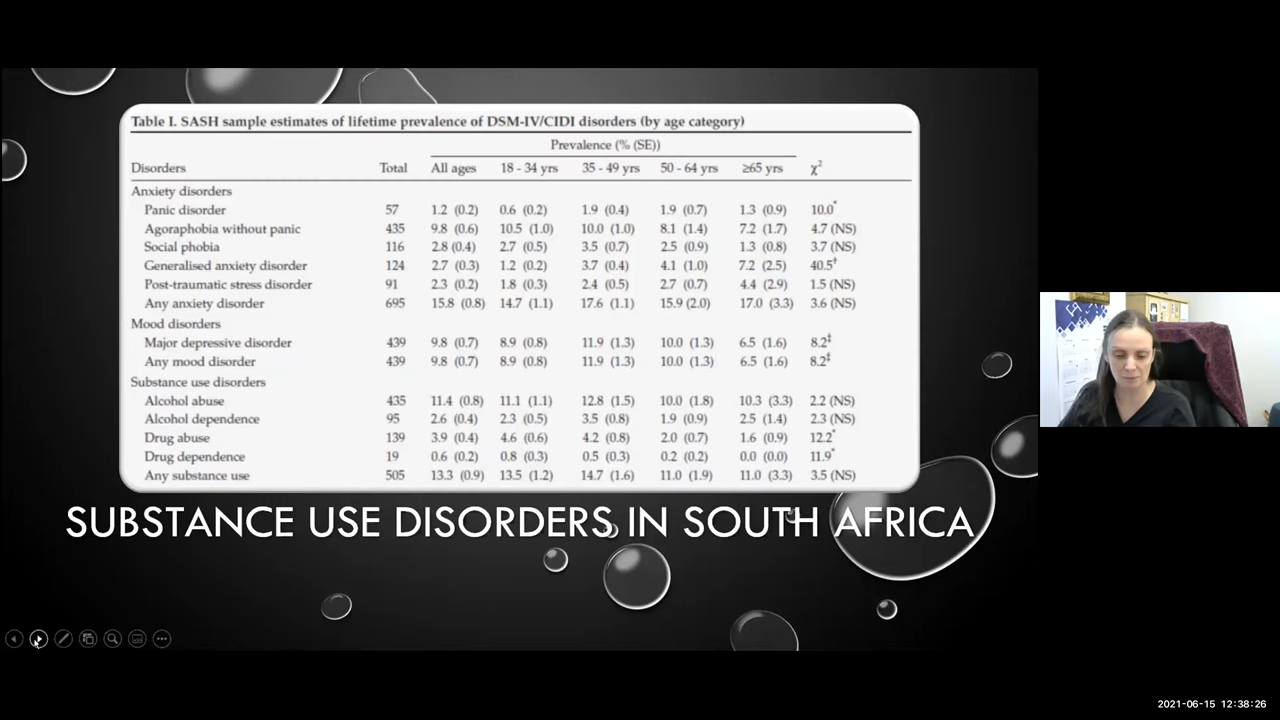 Table I. SASH sample estimates of lifetime prevalence of DSM-IV/CIDI disorders (by age category)
Prevalence (% (SE))
Disorders Total All ages 18 - 34 yrs 35 - 49 yrs 50 - 64 yrs ≥65 yrs χ²
Anxiety disorders
Panic disorder 57 1.2 (0.2) 0.6 (0.2) 1.9 (0.4) 1.9 (0.7) 1.3 (0.9) 10.0*
Agoraphobia without panic 435 9.8 (0.6) 10.5 (1.0) 10.0 (1.0) 8.1 (1.4) 7.2 (1.7) 4.7 (NS)
Social phobia 116 2.8 (0.4) 2.7 (0.5) 3.5 (0.7) 2.5 (0.9) 1.3 (0.8) 3.7 (NS)
Generalised anxiety disorder 124 2.7 (0.3) 1.2 (0.2) 3.7 (0.4) 4.1 (1.0) 7.2 (2.5) 40.5†
Post-traumatic stress disorder 91 2.3 (0.2) 1.8 (0.3) 2.4 (0.5) 2.7 (0.7) 4.4 (2.9) 1.5 (NS)
Any anxiety disorder 695 15.8 (0.8) 14.7 (1.1) 17.6 (1.1) 15.9 (2.0) 17.0 (3.3) 3.6 (NS)
Mood disorders
Major depressive disorder 439 9.8 (0.7) 8.9 (0.8) 11.9 (1.3) 10.0 (1.3) 6.5 (1.6) 8.2‡
Any mood disorder 439 9.8 (0.7) 8.9 (0.8) 11.9 (1.3) 10.0 (1.3) 6.5 (1.6) 8.2‡
Substance use disorders
Alcohol abuse 435 11.4 (0.8) 11.1 (1.1) 12.8 (1.5) 10.0 (1.8) 10.3 (3.3) 2.2 (NS)
Alcohol dependence 95 2.6 (0.4) 2.3 (0.5) 3.5 (0.8) 1.9 (0.9) 2.5 (1.4) 2.3 (NS)
Drug abuse 139 3.9 (0.4) 4.6 (0.6) 4.2 (0.8) 2.0 (0.7) 1.6 (0.9) 12.2*
Drug dependence 19 0.6 (0.2) 0.8 (0.3) 0.5 (0.3) 0.2 (0.2) 0.0 (0.0) 11.9*
Any substance use 505 13.3 (0.9) 13.5 (1.2) 14.7 (1.6) 11.0 (1.9) 11.0 (3.3) 3.5 (NS)
SUBSTANCE USE DISORDERS IN SOUTH AFRICA
2021-06-15 12:38:26